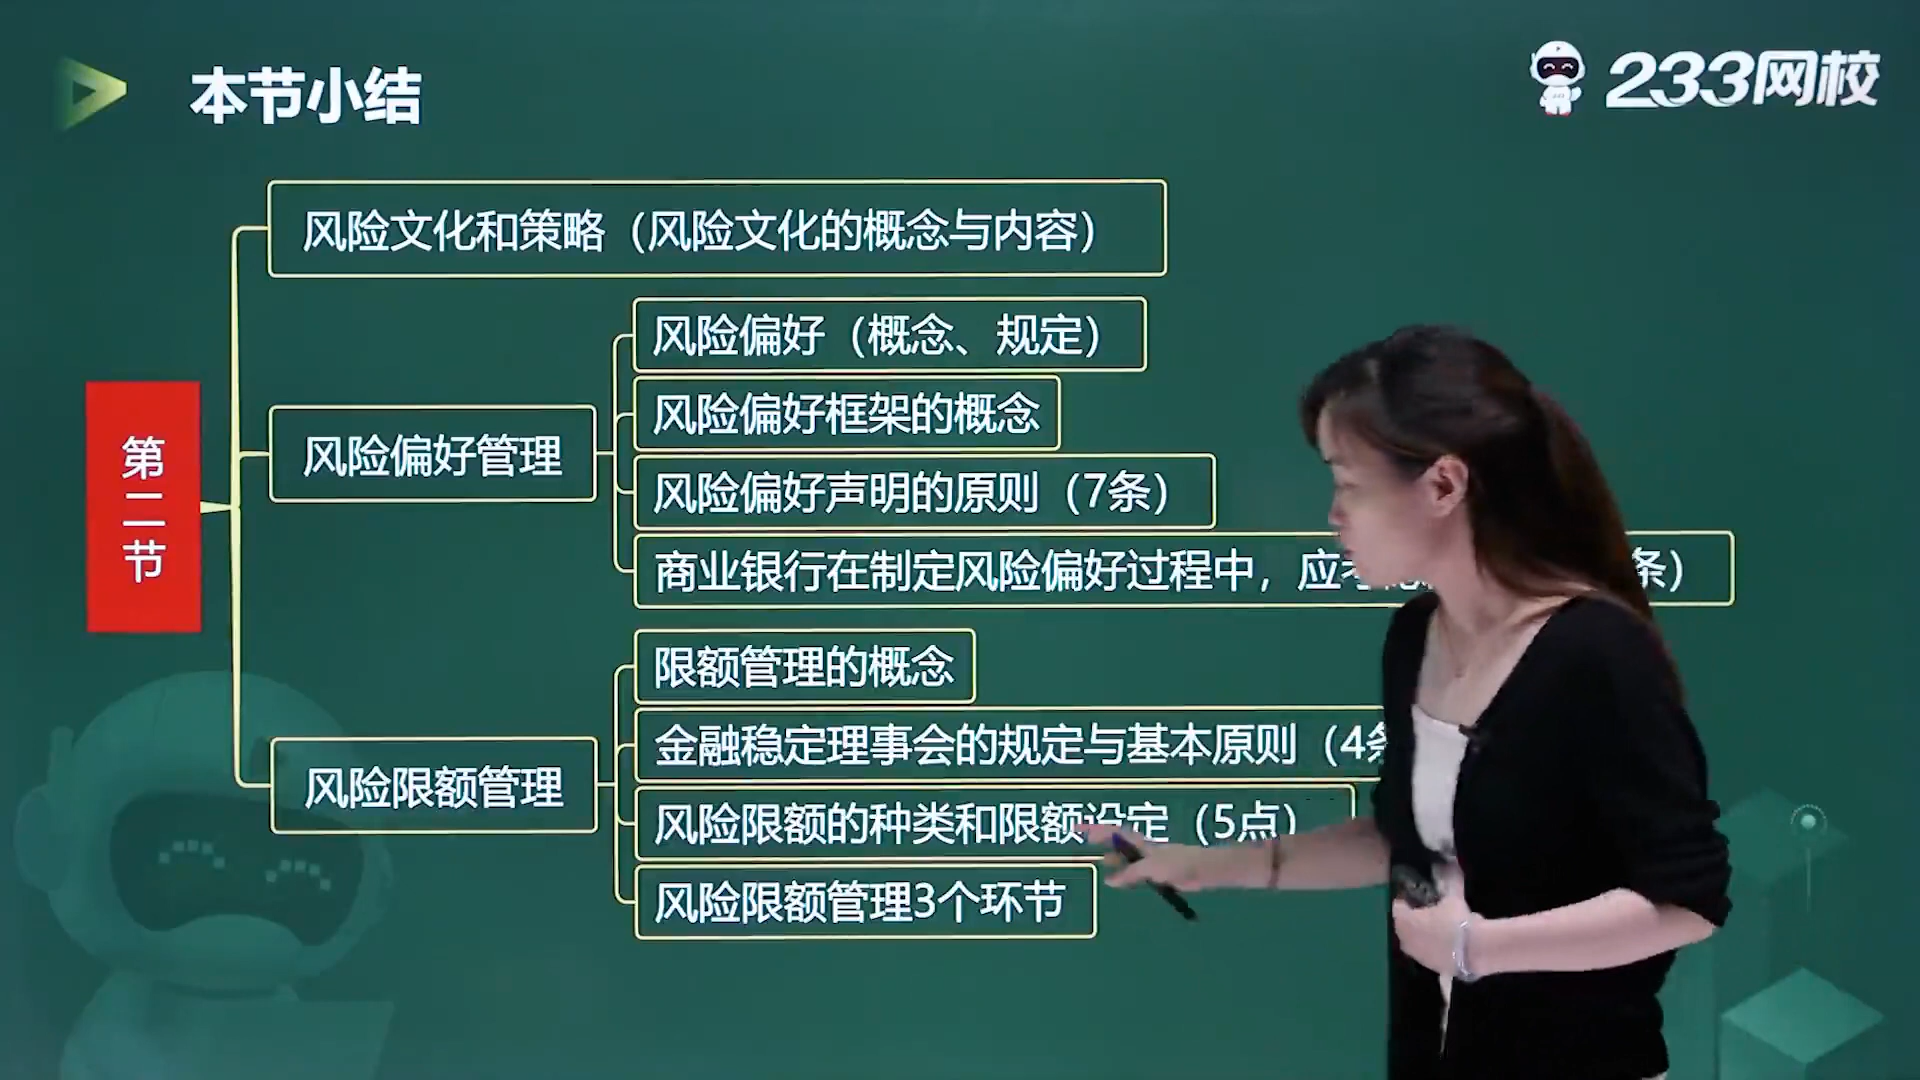 本节小结
233网校
风险文化和策略（风险文化的概念与内容）
第二节
风险偏好管理
风险偏好（概念、规定）
风险偏好框架的概念
风险偏好声明的原则（7条）
商业银行在制定风险偏好过程中，应 条）
风险限额管理
限额管理的概念
金融稳定理事会的规定与基本原则（4条
风险限额的种类和限额设定（5点）
风险限额管理3个环节